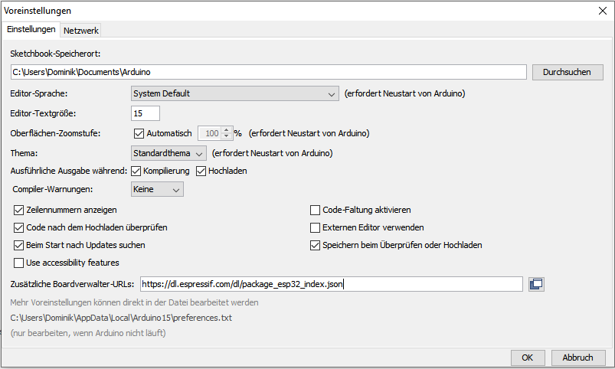 Voreinstellungen
Einstellungen Netzwerk
Sketchbook-Speicherort:
C:\Users\Dominik\Documents\Arduino Durchsuchen
Editor-Sprache: System Default (erfordert Neustart von Arduino)
Editor-Textgröße: 15
Oberflächen-Zoomstufe: Automatisch 100 % (erfordert Neustart von Arduino)
Thema: Standardthema (erfordert Neustart von Arduino)
Ausführliche Ausgabe während: Kompilierung Hochladen
Compiler-Warnungen: Keine
Zeilennummern anzeigen Code-Faltung aktivieren
Code nach dem Hochladen überprüfen Externen Editor verwenden
Beim Start nach Updates suchen Speichern beim Überprüfen oder Hochladen
Use accessibility features
Zusätzliche Boardverwalter-URLs: https://dl.espressif.com/dl/package_esp32_index.json
Mehr Voreinstellungen können direkt in der Datei bearbeitet werden
C:\Users\Dominik\AppData\Local\Arduino15\preferences.txt
(nur bearbeiten, wenn Arduino nicht läuft)
OK Abbruch